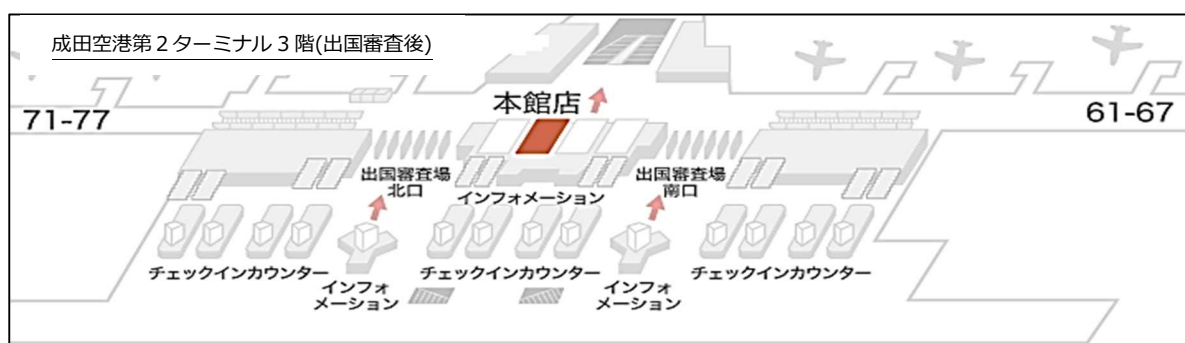 成田空港第２ターミナル３階(出国審査後)
本館店
71-77
61-67
出国審査場
北口
インフォメーション
出国審査場
南口
チェックインカウンター
インフォ
メーション
チェックインカウンター
インフォ
メーション
チェックインカウンター